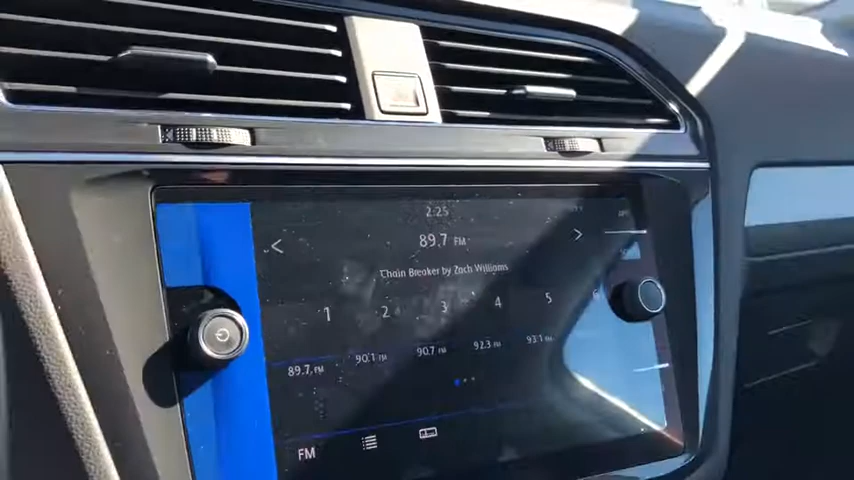 2:25
89.7 FM
Chain Breaker by Zach Williams
1 2 3 4 5
89.7 FM 90.1 FM 90.7 FM 92.3 FM 93.1 FM
FM